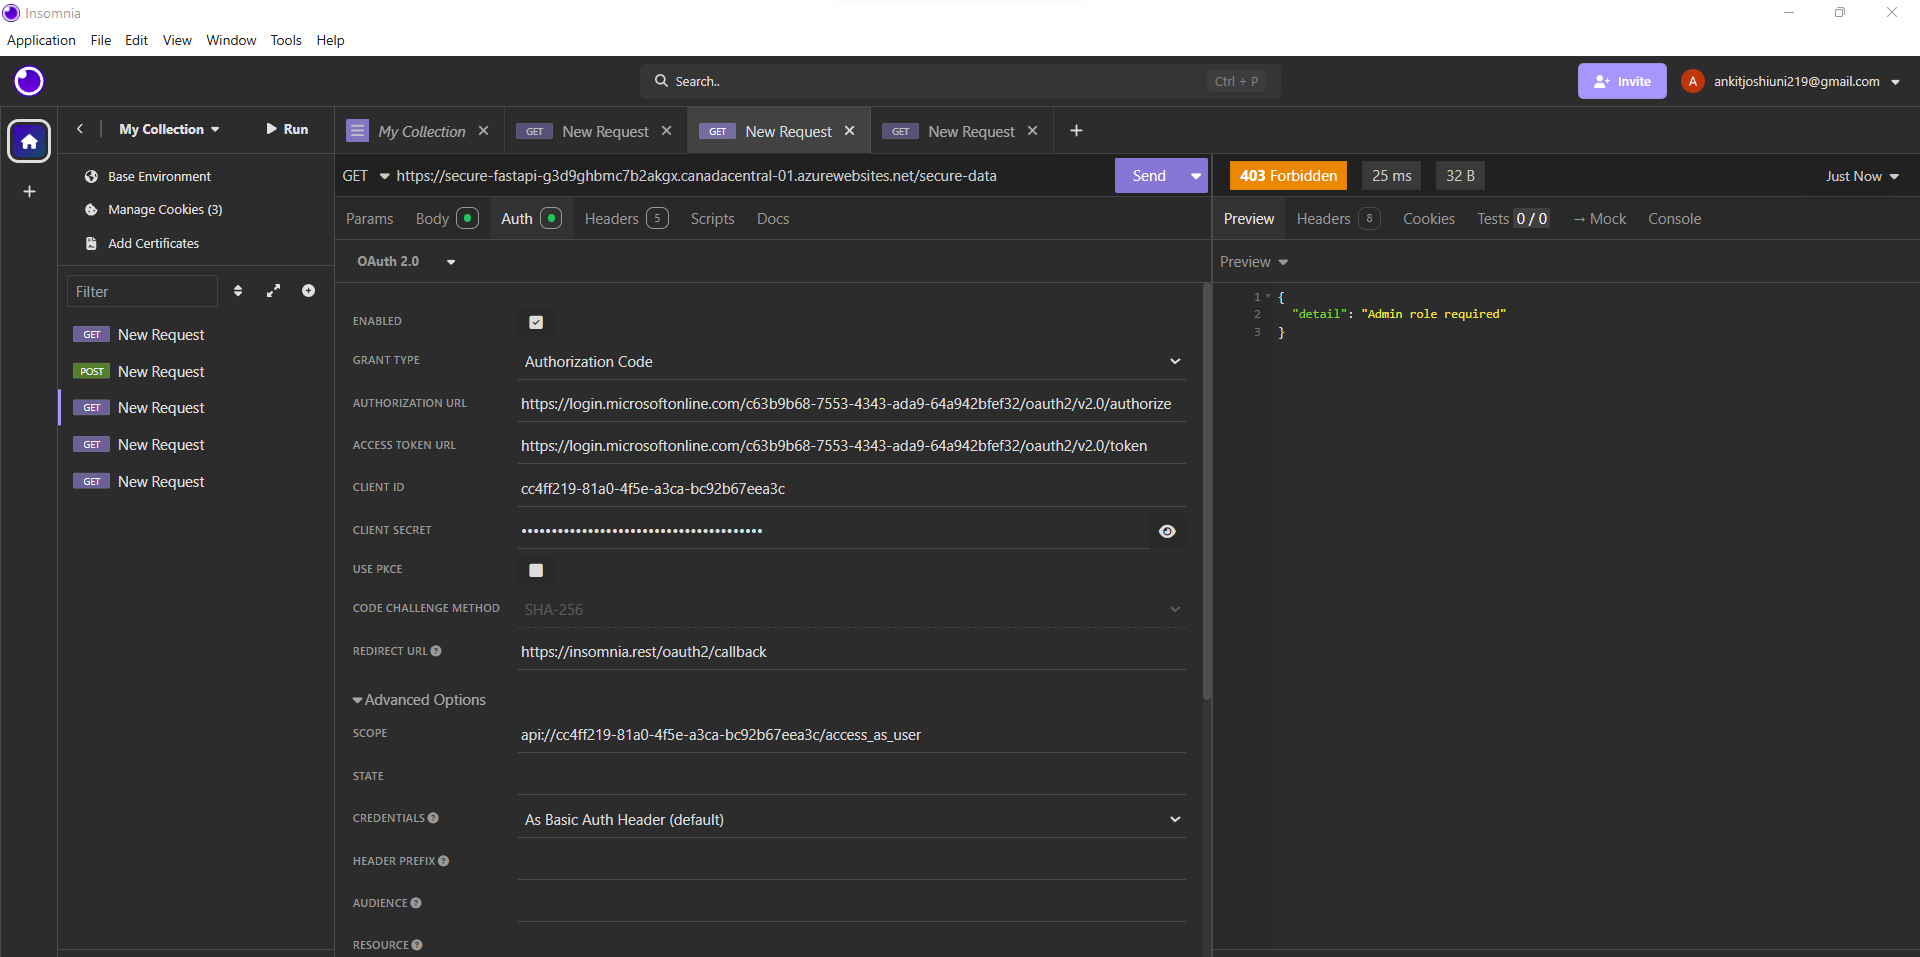 Insomnia
Application File Edit View Window Tools Help
Search.. Ctrl + P
Invite
A ankitjoshiuni219@gmail.com
My Collection
Run
My Collection
GET New Request
GET New Request
GET New Request
Base Environment
Manage Cookies (3)
Add Certificates
Filter
GET New Request
POST New Request
GET New Request
GET New Request
GET New Request
GET https://secure-fastapi-g3d9ghbmc7b2akgx.canadacentral-01.azurewebsites.net/secure-data
Send
Params Body Auth Headers 5 Scripts Docs
OAuth 2.0
ENABLED
GRANT TYPE Authorization Code
AUTHORIZATION URL https://login.microsoftonline.com/c63b9b68-7553-4343-ada9-64a942bfef32/oauth2/v2.0/authorize
ACCESS TOKEN URL https://login.microsoftonline.com/c63b9b68-7553-4343-ada9-64a942bfef32/oauth2/v2.0/token
CLIENT ID cc4ff219-81a0-4f5e-a3ca-bc92b67eea3c
CLIENT SECRET ••••••••••••••••••••••••••••••••••••••••
USE PKCE
CODE CHALLENGE METHOD SHA-256
REDIRECT URL https://insomnia.rest/oauth2/callback
Advanced Options
SCOPE api://cc4ff219-81a0-4f5e-a3ca-bc92b67eea3c/access_as_user
STATE
CREDENTIALS As Basic Auth Header (default)
HEADER PREFIX
AUDIENCE
RESOURCE
403 Forbidden 25 ms 32 B Just Now
Preview Headers 8 Cookies Tests 0 / 0 → Mock Console
Preview
1 {
2 "detail": "Admin role required"
3 }